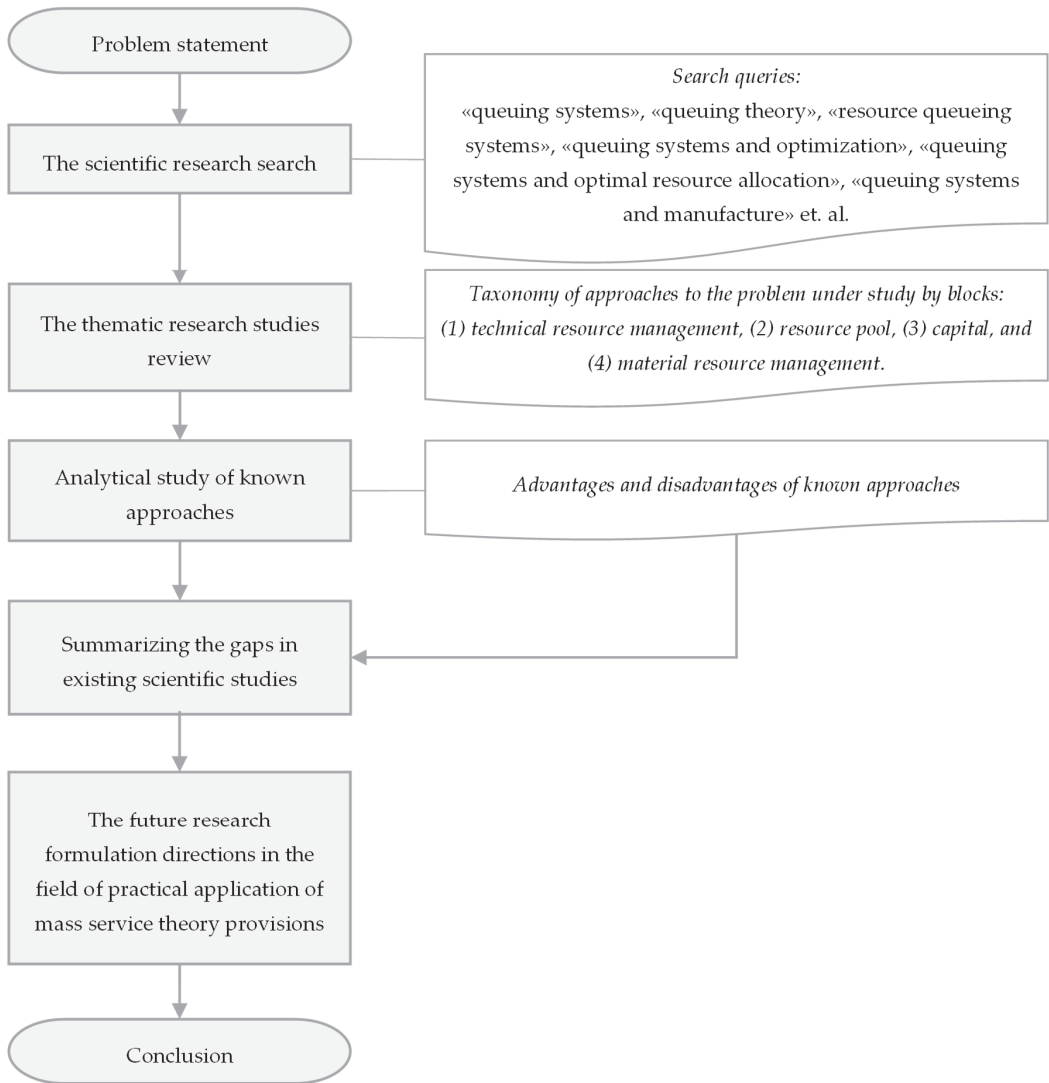 Problem statement
The scientific research search
Search queries:
«queuing systems», «queuing theory», «resource queueing
systems», «queuing systems and optimization», «queuing
systems and optimal resource allocation», «queuing systems
and manufacture» et. al.
The thematic research studies
review
Taxonomy of approaches to the problem under study by blocks:
(1) technical resource management, (2) resource pool, (3) capital, and
(4) material resource management.
Analytical study of known
approaches
Advantages and disadvantages of known approaches
Summarizing the gaps in
existing scientific studies
The future research
formulation directions in the
field of practical application of
mass service theory provisions
Conclusion